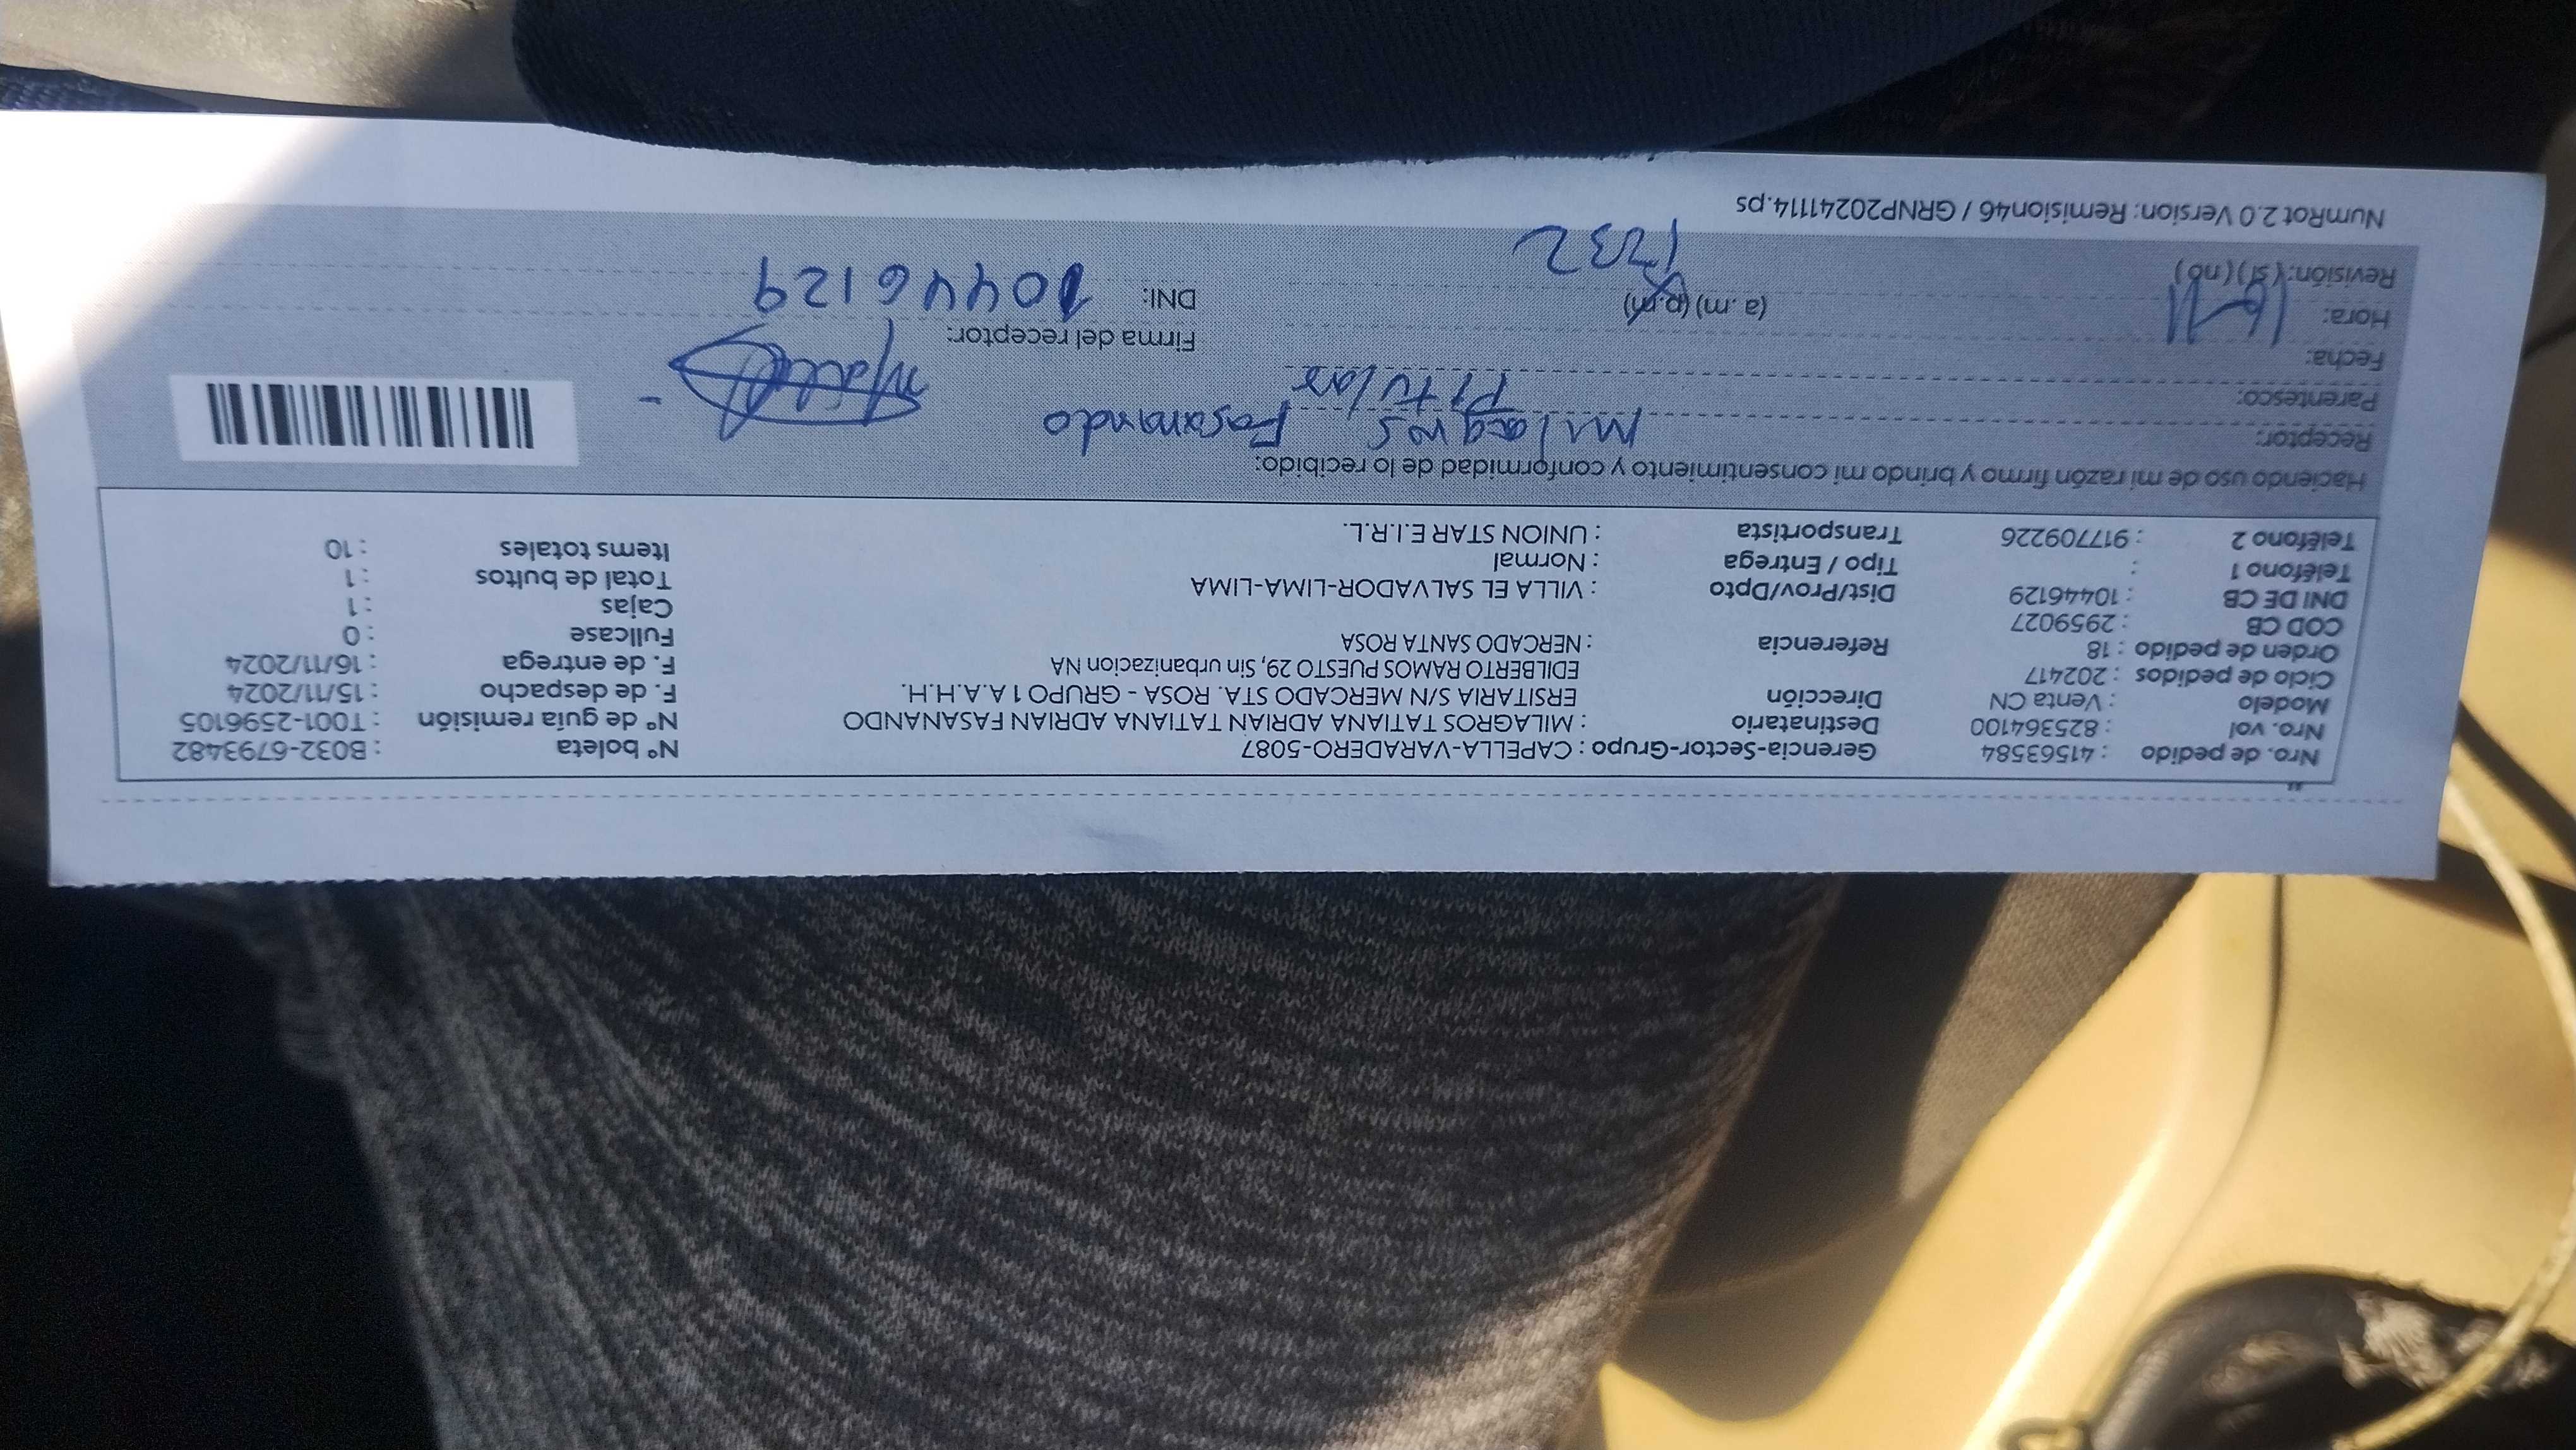 Nro. de pedido : 41563584 Gerencia-Sector-Grupo : CAPELLA-VARADERO-5087 N° boleta : B032-6793482
Nro. vol : 825364100 Destinatario : MILAGROS TATIANA ADRIAN TATIANA ADRIAN FASANANDO N° de guía remisión : T001-2596105
Modelo : Venta CN Dirección ERSITARIA S/N MERCADO STA. ROSA - GRUPO 1 A.A.H.H. F. de despacho : 15/11/2024
Ciclo de pedidos : 202417 EDILBERTO RAMOS PUESTO 29, Sin urbanizacion NA F. de entrega : 16/11/2024
Orden de pedido : 18 Referencia : NERCADO SANTA ROSA Fullcase : 0
COD CB : 2959027 Cajas : 1
DNI DE CB : 10446129 Dist/Prov/Dpto : VILLA EL SALVADOR-LIMA-LIMA Total de bultos : 1
Teléfono 1 : Tipo / Entrega : Normal Items totales : 10
Teléfono 2 : 917709226 Transportista : UNION STAR E.I.R.L.
Haciendo uso de mi razón firmo y brindo mi consentimiento y conformidad de lo recibido:
Receptor: Milagros Fasanando
Parentesco:
Fecha: 16-11 Firma del receptor:
Hora: (a.m) (p.m) DNI: 10446129
Revisión: (si) (no) 1232
NumRot 2.0 Version: Remision46 / GRNP20241114.ps